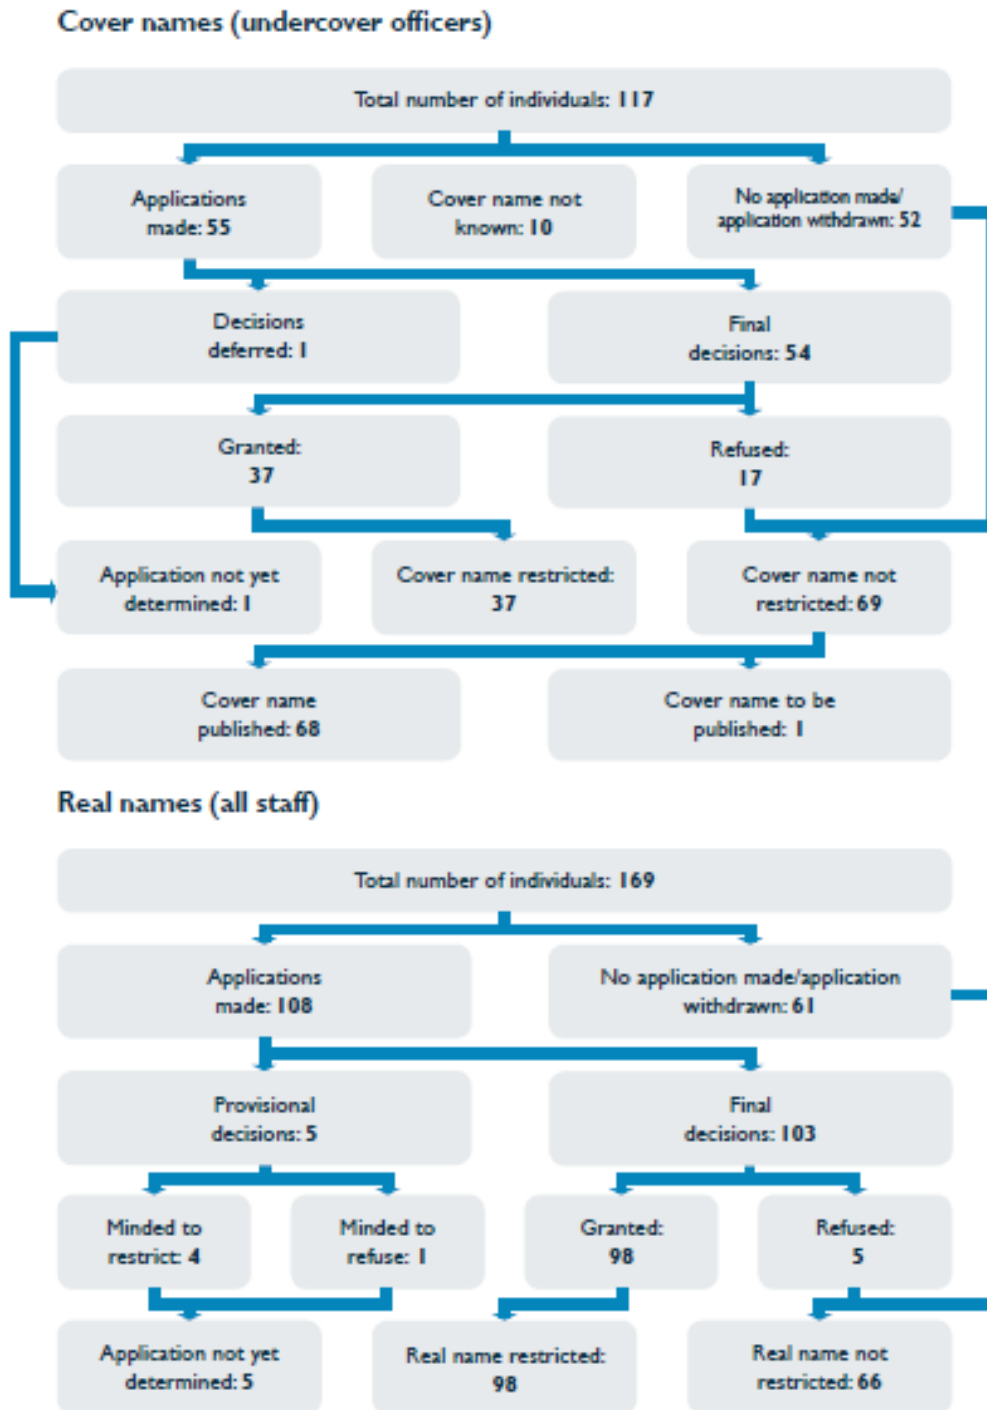 Cover names (undercover officers)
Total number of individuals: 117
Applications
made: 55
Cover name not
known: 10
No application made/
application withdrawn: 52
Decisions
deferred: 1
Final
decisions: 54
Granted:
37
Refused:
17
Application not yet
determined: 1
Cover name restricted:
37
Cover name not
restricted: 69
Cover name
published: 68
Cover name to be
published: 1
Real names (all staff)
Total number of individuals: 169
Applications
made: 108
No application made/application
withdrawn: 61
Provisional
decisions: 5
Final
decisions: 103
Minded to
restrict: 4
Minded to
refuse: 1
Granted:
98
Refused:
5
Application not yet
determined: 5
Real name restricted:
98
Real name not
restricted: 66